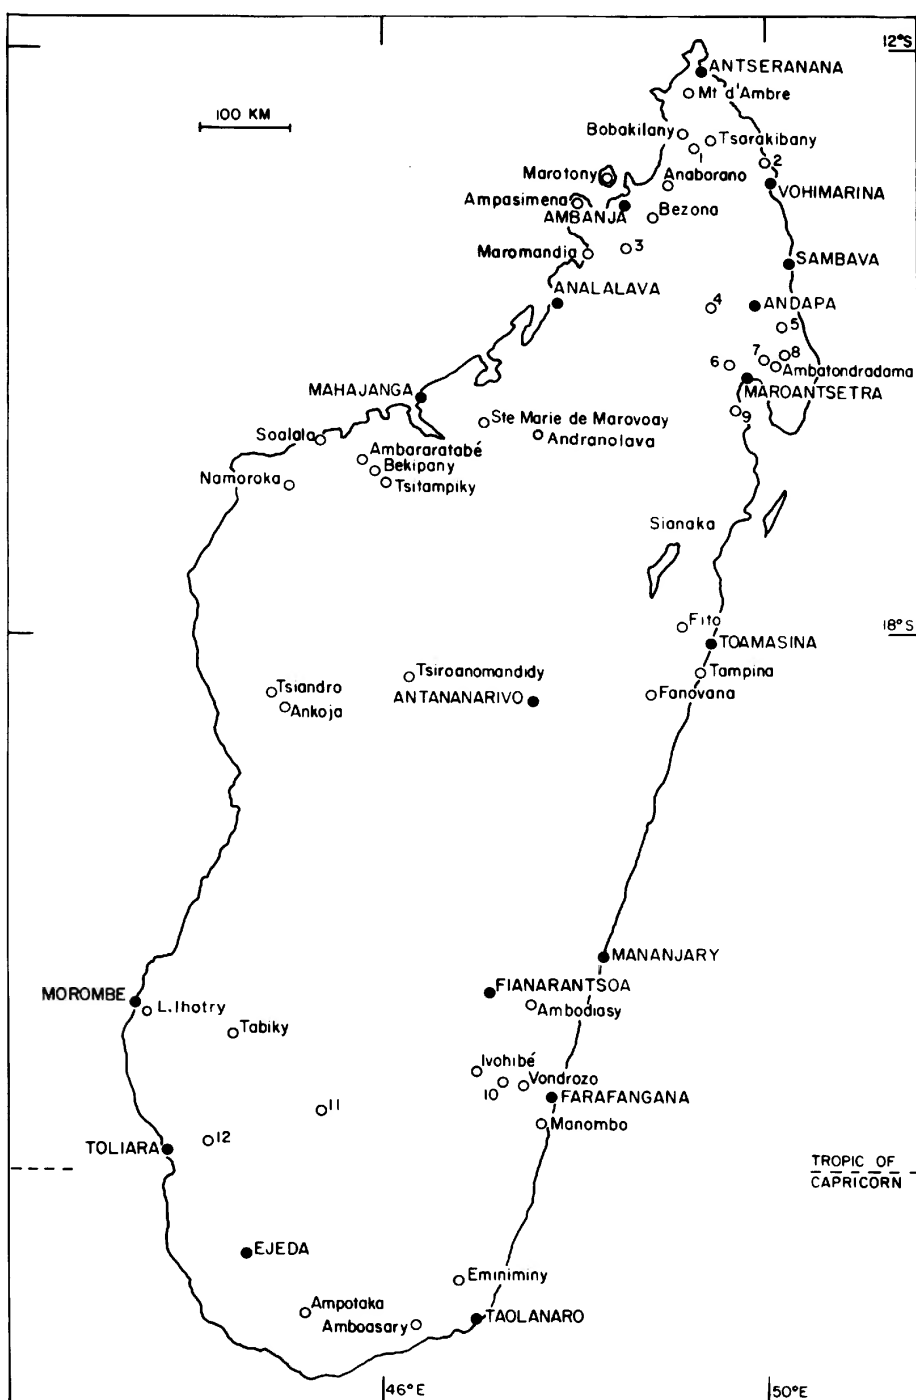 12°S
ANTSERANANA
Mt d'Ambre
100 KM
Bobakilany
Tsarakibany
1
2
Marotony
Anaborano
VOHIMARINA
Ampasimena
AMBANJA
Bezona
Maromandia
3
SAMBAVA
ANALALAVA
4
ANDAPA
5
6
7
8
Ambatondradama
MAHAJANGA
MAROANTSETRA
9
Ste Marie de Marovoay
Andranolava
Soalala
Ambararatabé
Bekipany
Namoroka
Tsitampiky
Sianaka
Fito
18°S
TOAMASINA
Tsiroanomandidy
Tampina
Tsiandro
ANTANANARIVO
Fanovana
Ankoja
MANANJARY
MOROMBE
FIANARANTSOA
L.Ihotry
Ambodiasy
Tabiky
Ivohibé
Vondrozo
10
FARAFANGANA
11
Manombo
12
TOLIARA
TROPIC OF
CAPRICORN
EJEDA
Eminiminy
Ampotaka
Amboasary
TAOLANARO
46°E
50°E